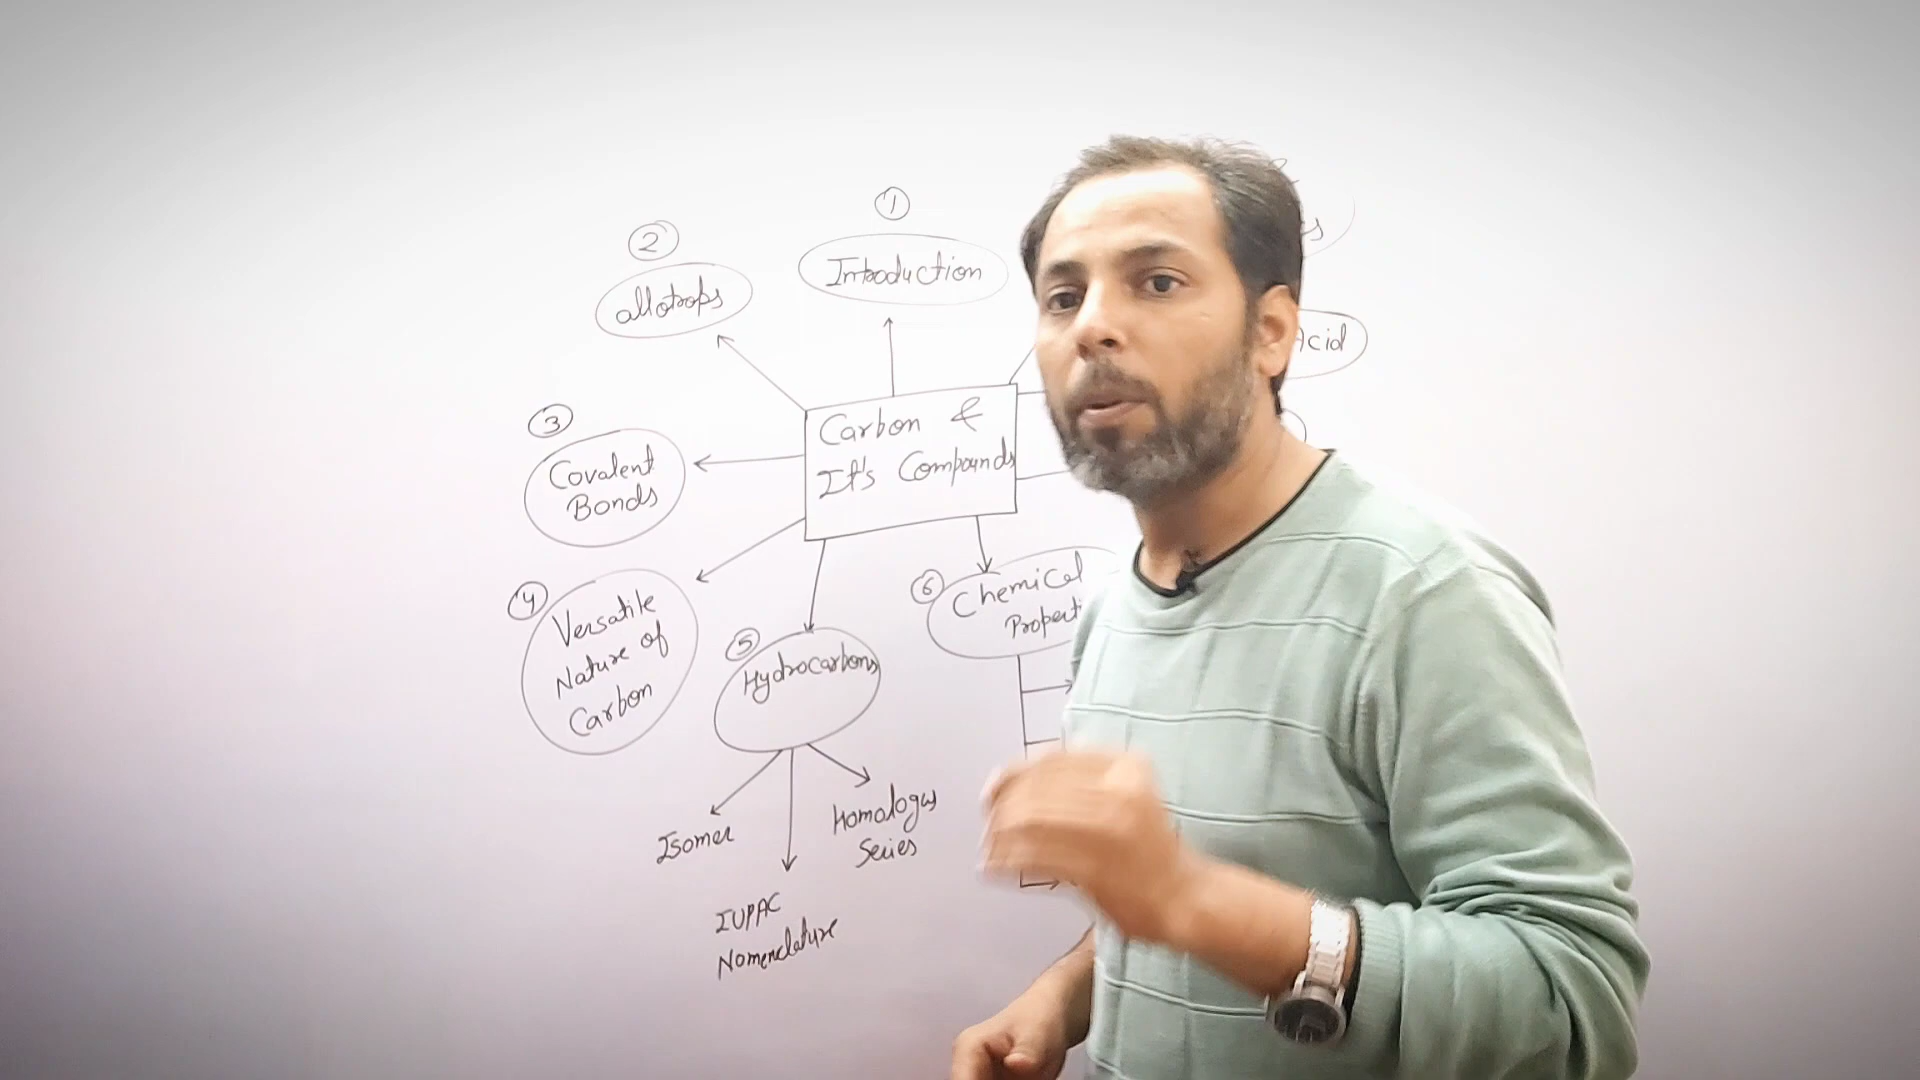 1
Introduction
2
allotrops
Carbon &
It's Compounds
3
Covalent
Bonds
4
Versatile
Nature of
Carbon
5
Hydrocarbons
Isomer
IUPAC
Nomenclature
Homologus
Series
6
Chemical
Acid